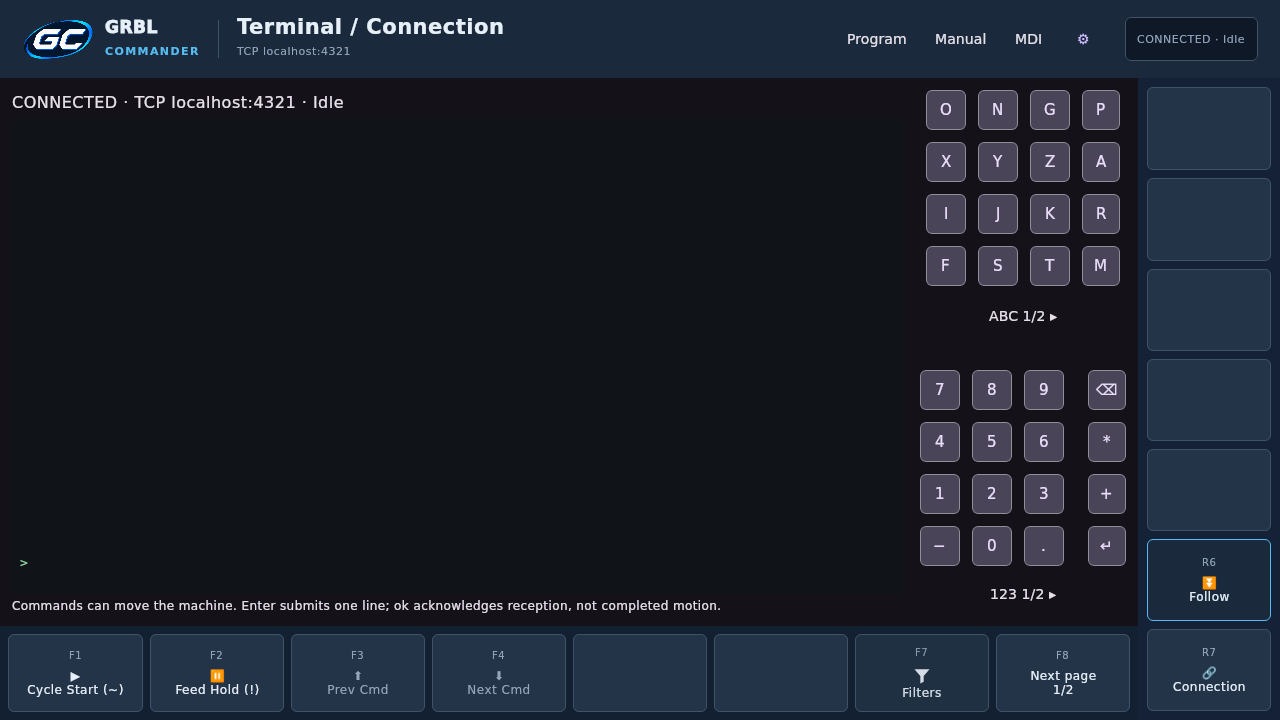 GC
GRBL
COMMANDER
Terminal / Connection
TCP localhost:4321
Program
Manual
MDI
⚙
CONNECTED · Idle
CONNECTED · TCP localhost:4321 · Idle
>
Commands can move the machine. Enter submits one line; ok acknowledges reception, not completed motion.
O N G P
X Y Z A
I J K R
F S T M
ABC 1/2 ▸
7 8 9 ⌫
4 5 6 *
1 2 3 +
− 0 . ↵
123 1/2 ▸
R6
⏬
Follow
R7
🔗
Connection
F1
▶
Cycle Start (~)
F2
⏸
Feed Hold (!)
F3
⬆
Prev Cmd
F4
⬇
Next Cmd
F7
Filters
F8
Next page
1/2